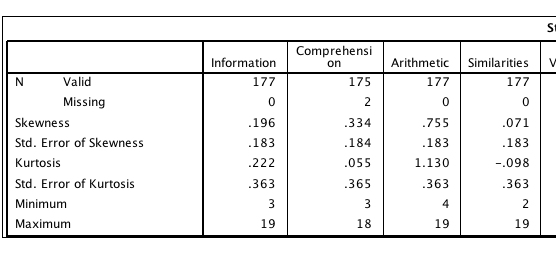 St
Information Comprehensi
on Arithmetic Similarities V
N Valid 177 175 177 177
Missing 0 2 0 0
Skewness .196 .334 .755 .071
Std. Error of Skewness .183 .184 .183 .183
Kurtosis .222 .055 1.130 -.098
Std. Error of Kurtosis .363 .365 .363 .363
Minimum 3 3 4 2
Maximum 19 18 19 19